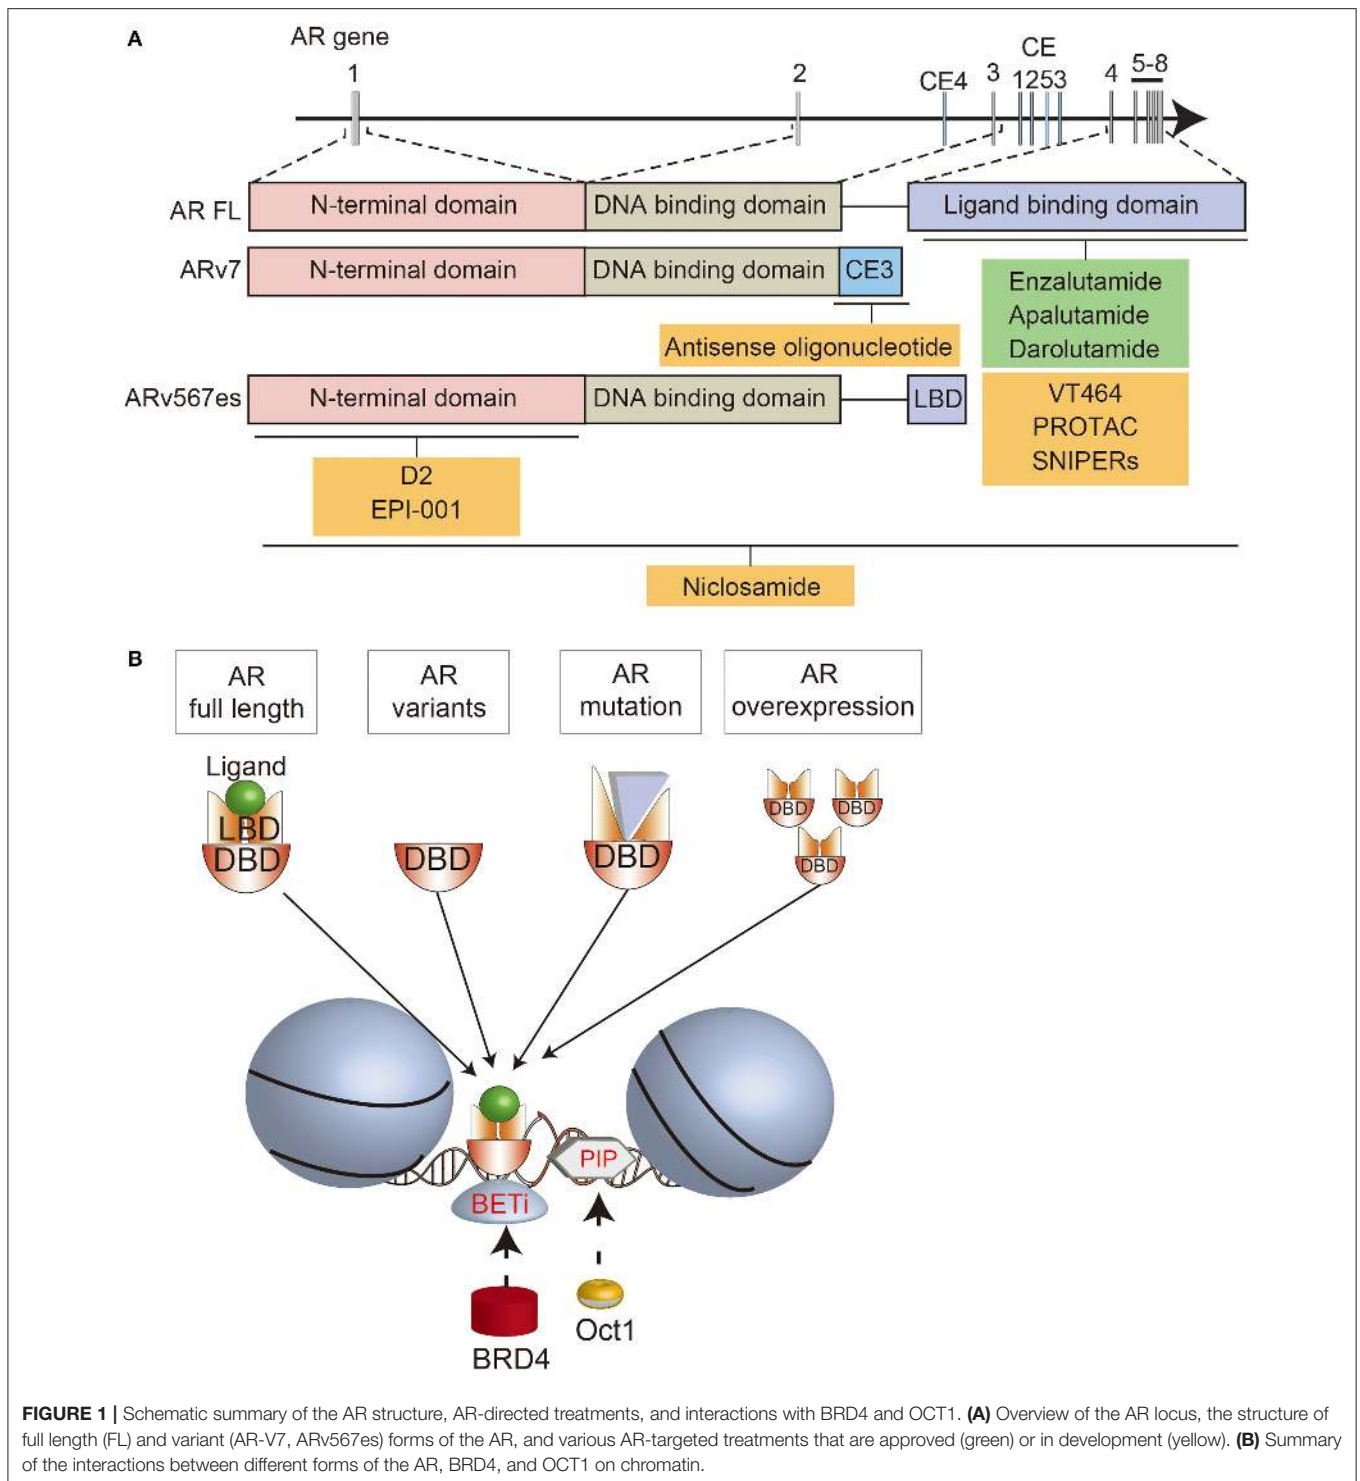 A
AR gene
1
2
CE4
3
CE
1253
4
5-8
AR FL
N-terminal domain
DNA binding domain
Ligand binding domain
ARv7
N-terminal domain
DNA binding domain
CE3
Enzalutamide
Apalutamide
Darolutamide
Antisense oligonucleotide
ARv567es
N-terminal domain
DNA binding domain
LBD
VT464
PROTAC
SNIPERs
D2
EPI-001
Niclosamide
B
AR
full length
AR
variants
AR
mutation
AR
overexpression
Ligand
LBD
DBD
DBD
DBD
DBD
DBD
DBD
PIP
BETi
Oct1
BRD4
FIGURE 1 | Schematic summary of the AR structure, AR-directed treatments, and interactions with BRD4 and OCT1. (A) Overview of the AR locus, the structure of
full length (FL) and variant (AR-V7, ARv567es) forms of the AR, and various AR-targeted treatments that are approved (green) or in development (yellow). (B) Summary
of the interactions between different forms of the AR, BRD4, and OCT1 on chromatin.